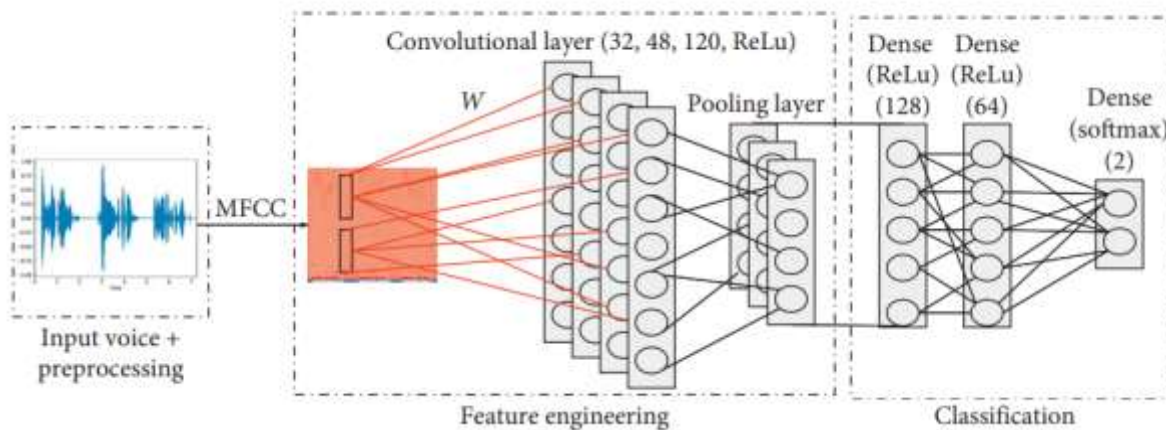 Convolutional layer (32, 48, 120, ReLu)
W
Pooling layer
Dense
(ReLu)
(128)
Dense
(ReLu)
(64)
Dense
(softmax)
(2)
MFCC
Input voice +
preprocessing
Feature engineering
Classification